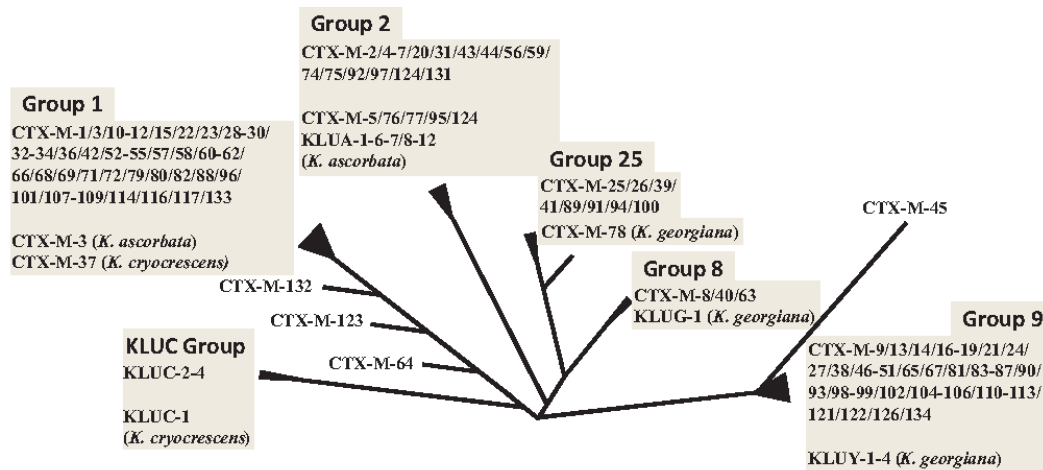 Group 2
CTX-M-2/4-7/20/31/43/44/56/59/
74/75/92/97/124/131
CTX-M-5/76/77/95/124
KLUA-1-6-7/8-12
(K. ascorbata)
Group 1
CTX-M-1/3/10-12/15/22/23/28-30/
32-34/36/42/52-55/57/58/60-62/
66/68/69/71/72/79/80/82/88/96/
101/107-109/114/116/117/133
CTX-M-3 (K. ascorbata)
CTX-M-37 (K. cryocrescens)
Group 25
CTX-M-25/26/39/
41/89/91/94/100
CTX-M-78 (K. georgiana)
CTX-M-45
Group 8
CTX-M-8/40/63
KLUG-1 (K. georgiana)
CTX-M-132
CTX-M-123
CTX-M-64
KLUC Group
KLUC-2-4
KLUC-1
(K. cryocrescens)
Group 9
CTX-M-9/13/14/16-19/21/24/
27/38/46-51/65/67/81/83-87/90/
93/98-99/102/104-106/110-113/
121/122/126/134
KLUY-1-4 (K. georgiana)